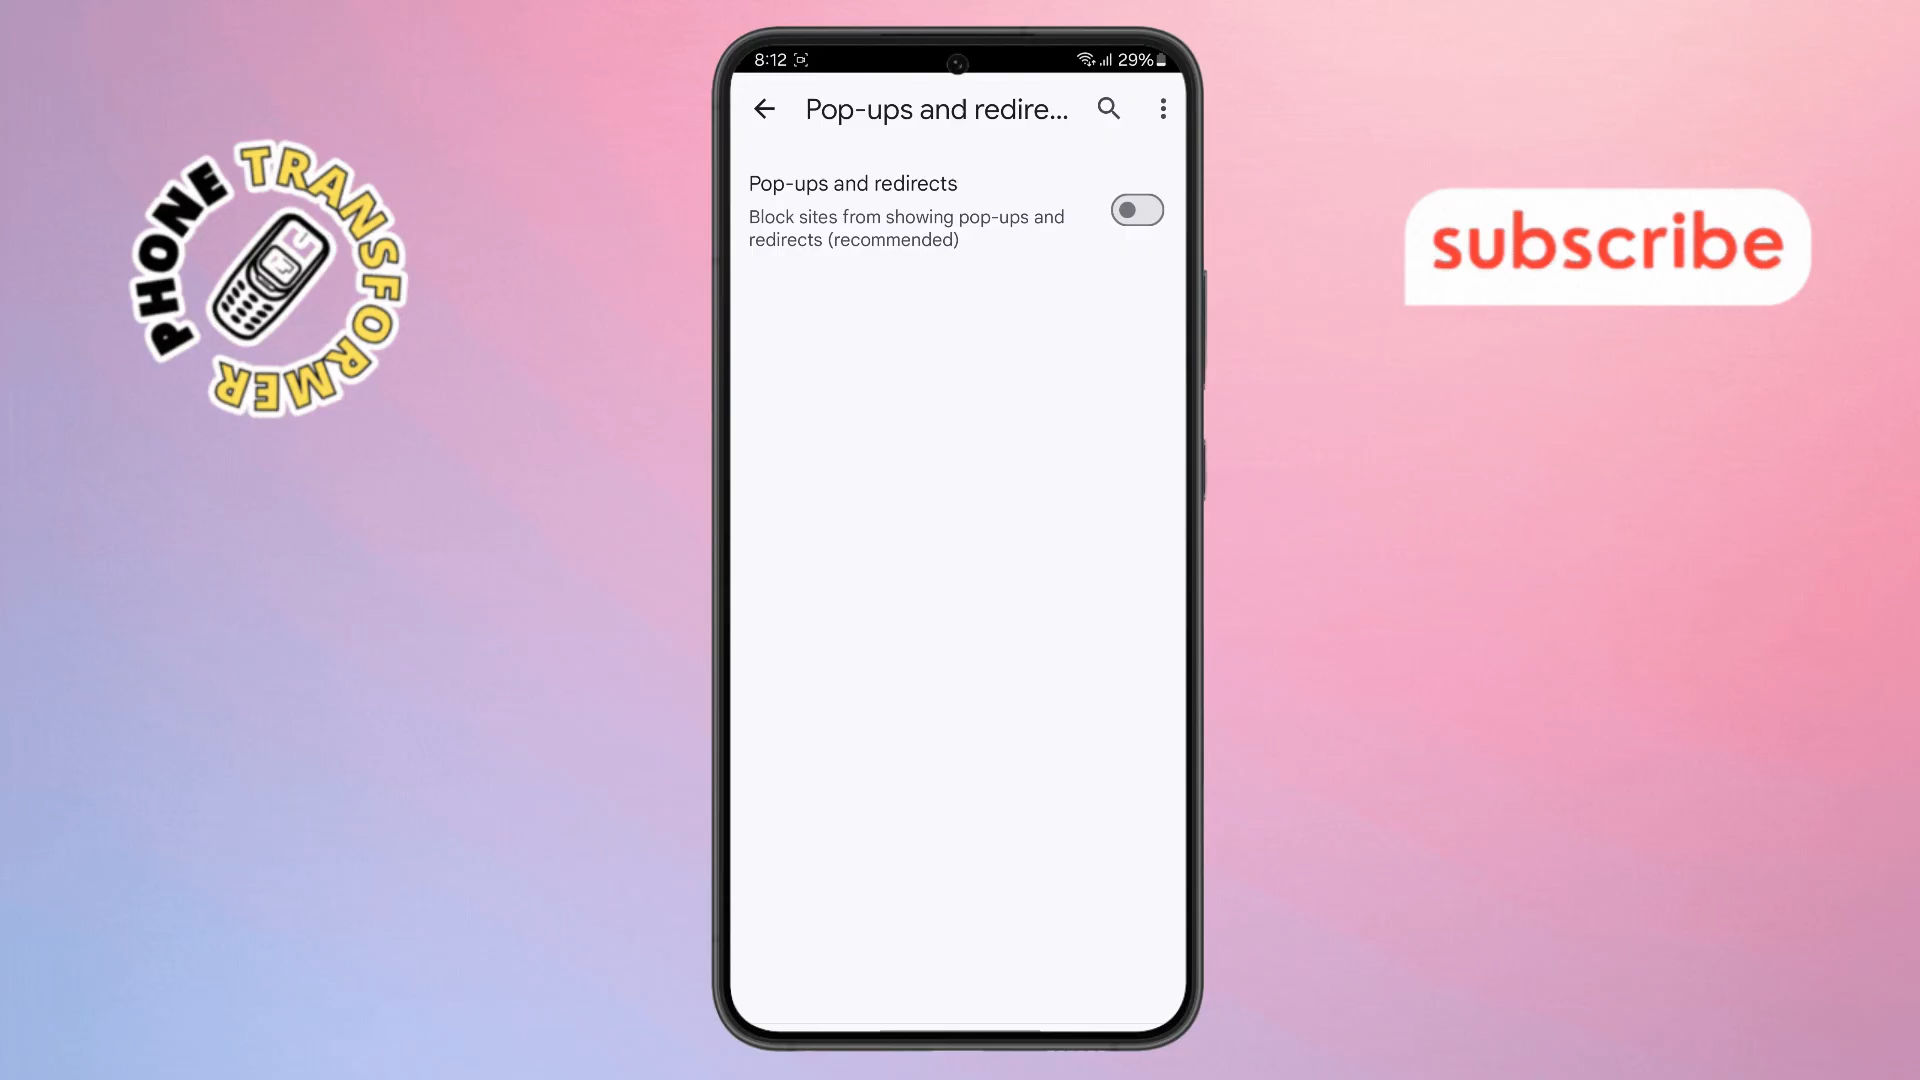 PHONE TRANSFORMER
8:12
29%
Pop-ups and redire...
Pop-ups and redirects
Block sites from showing pop-ups and
redirects (recommended)
subscribe